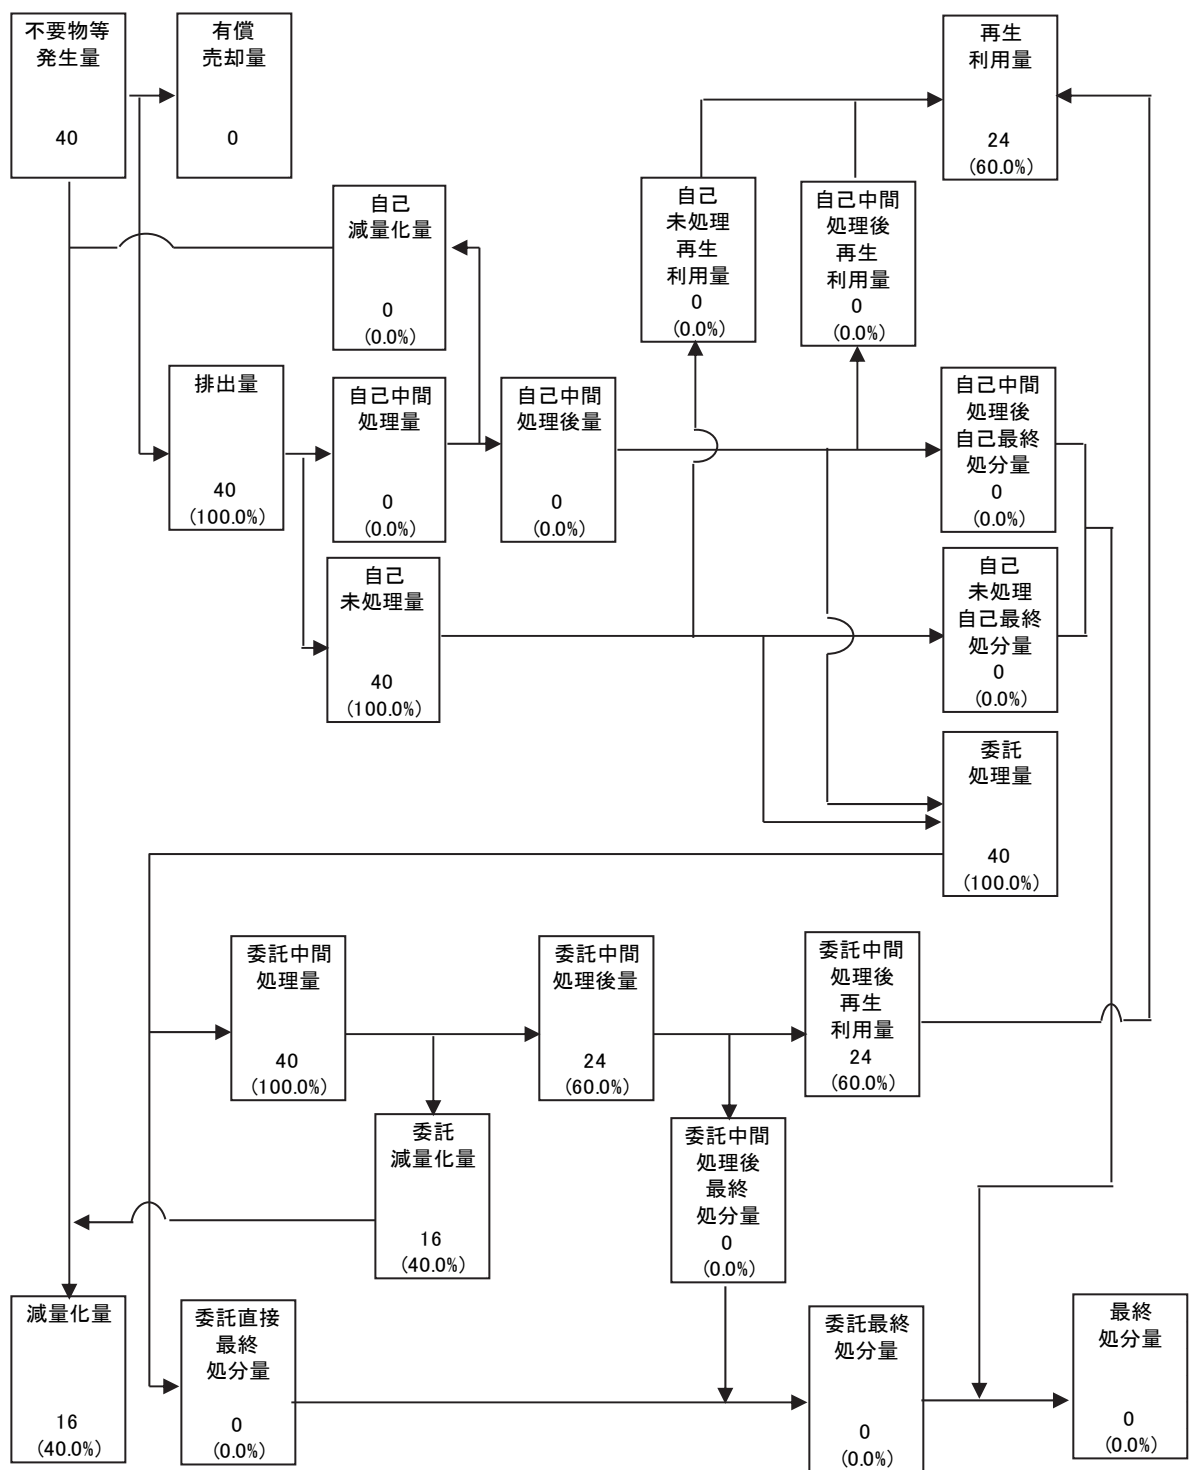 不要物等
発生量
40
有償
売却量
0
再生
利用量
24
(60.0%)
自己
減量化量
0
(0.0%)
自己
未処理
再生
利用量
0
(0.0%)
自己中間
処理後
再生
利用量
0
(0.0%)
排出量
40
(100.0%)
自己中間
処理量
0
(0.0%)
自己中間
処理後量
0
(0.0%)
自己中間
処理後
自己最終
処分量
0
(0.0%)
自己
未処理量
40
(100.0%)
自己
未処理
自己最終
処分量
0
(0.0%)
委託
処理量
40
(100.0%)
委託中間
処理量
40
(100.0%)
委託中間
処理後量
24
(60.0%)
委託中間
処理後
再生
利用量
24
(60.0%)
委託
減量化量
16
(40.0%)
委託中間
処理後
最終
処分量
0
(0.0%)
減量化量
16
(40.0%)
委託直接
最終
処分量
0
(0.0%)
委託最終
処分量
0
(0.0%)
最終
処分量
0
(0.0%)